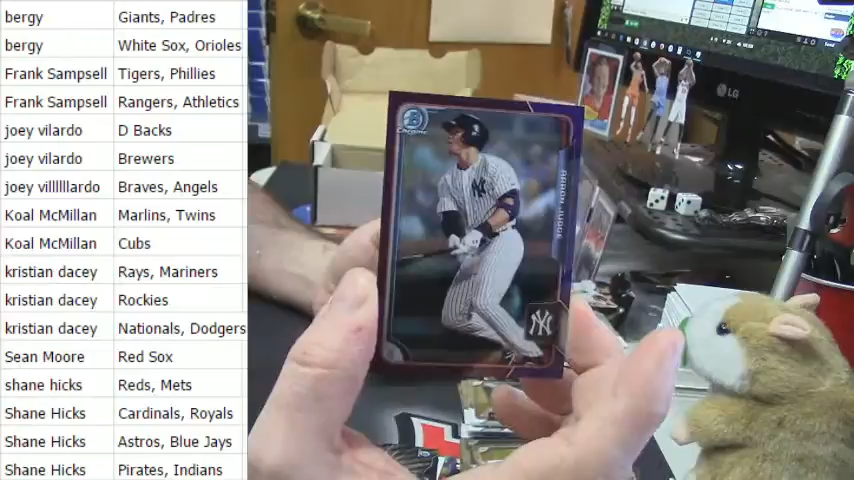 bergy Giants, Padres
bergy White Sox, Orioles
Frank Sampsell Tigers, Phillies
Frank Sampsell Rangers, Athletics
joey vilardo D Backs
joey vilardo Brewers
joey villllllardo Braves, Angels
Koal McMillan Marlins, Twins
Koal McMillan Cubs
kristian dacey Rays, Mariners
kristian dacey Rockies
kristian dacey Nationals, Dodgers
Sean Moore Red Sox
shane hicks Reds, Mets
Shane Hicks Cardinals, Royals
Shane Hicks Astros, Blue Jays
Shane Hicks Pirates, Indians
B
Chrome
AARON JUDGE
NY
NY
LG